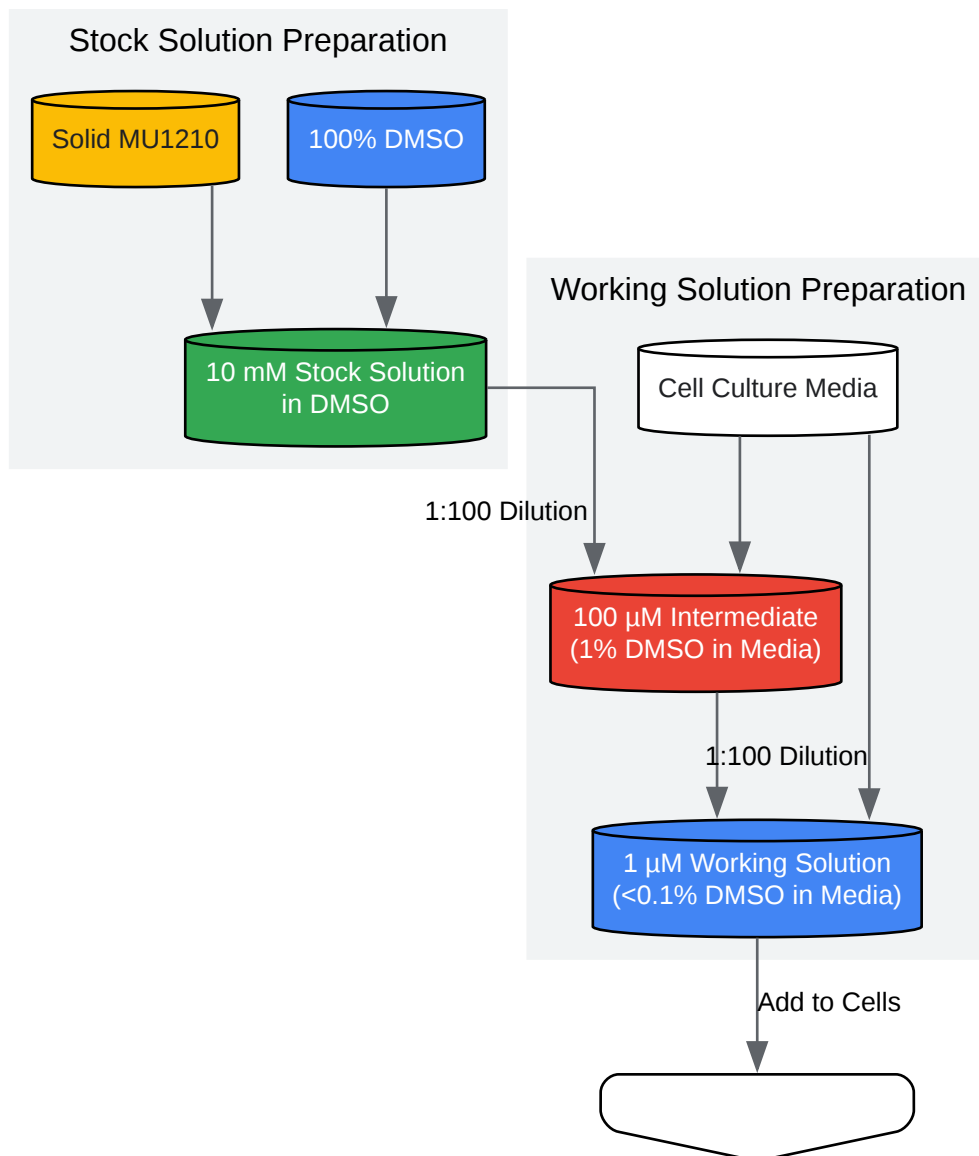 Stock Solution Preparation
Solid MU1210
100% DMSO
10 mM Stock Solution
in DMSO
Working Solution Preparation
Cell Culture Media
1:100 Dilution
100 µM Intermediate
(1% DMSO in Media)
1:100 Dilution
1 µM Working Solution
(<0.1% DMSO in Media)
Add to Cells